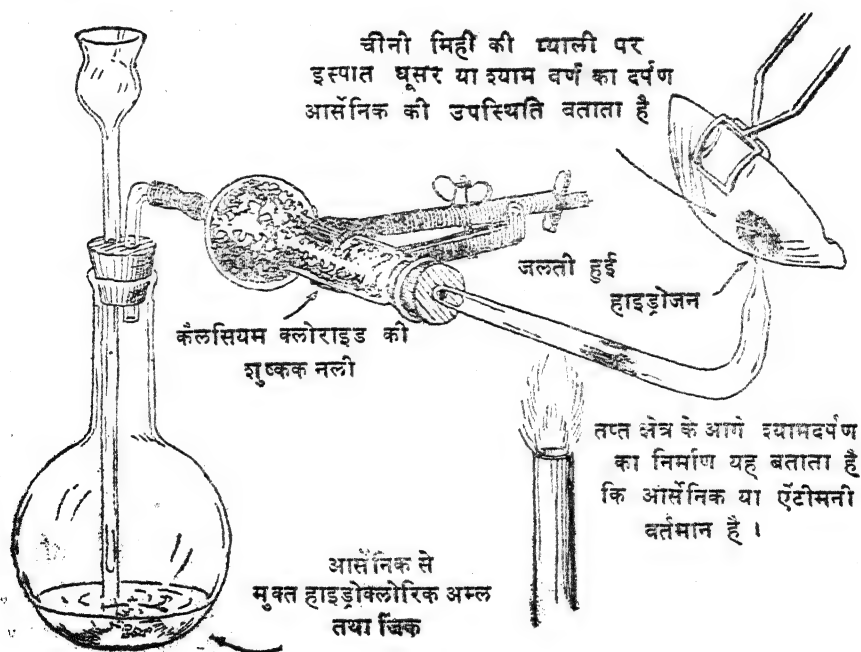 चीनी मिट्टी की प्याली पर
इस्पात धूसर या श्याम वर्ण का दर्पण
आर्सेनिक की उपस्थिति बताता है
जलती हुई
हाइड्रोजन
कैलसियम क्लोराइड की
शुष्कक नली
तप्त क्षेत्र के आगे श्यामदर्पण
का निर्माण यह बताता है
कि आर्सेनिक या ऐंटीमनी
वर्तमान है ।
आर्सेनिक से
मुक्त हाइड्रोक्लोरिक अम्ल
तथा जिंक